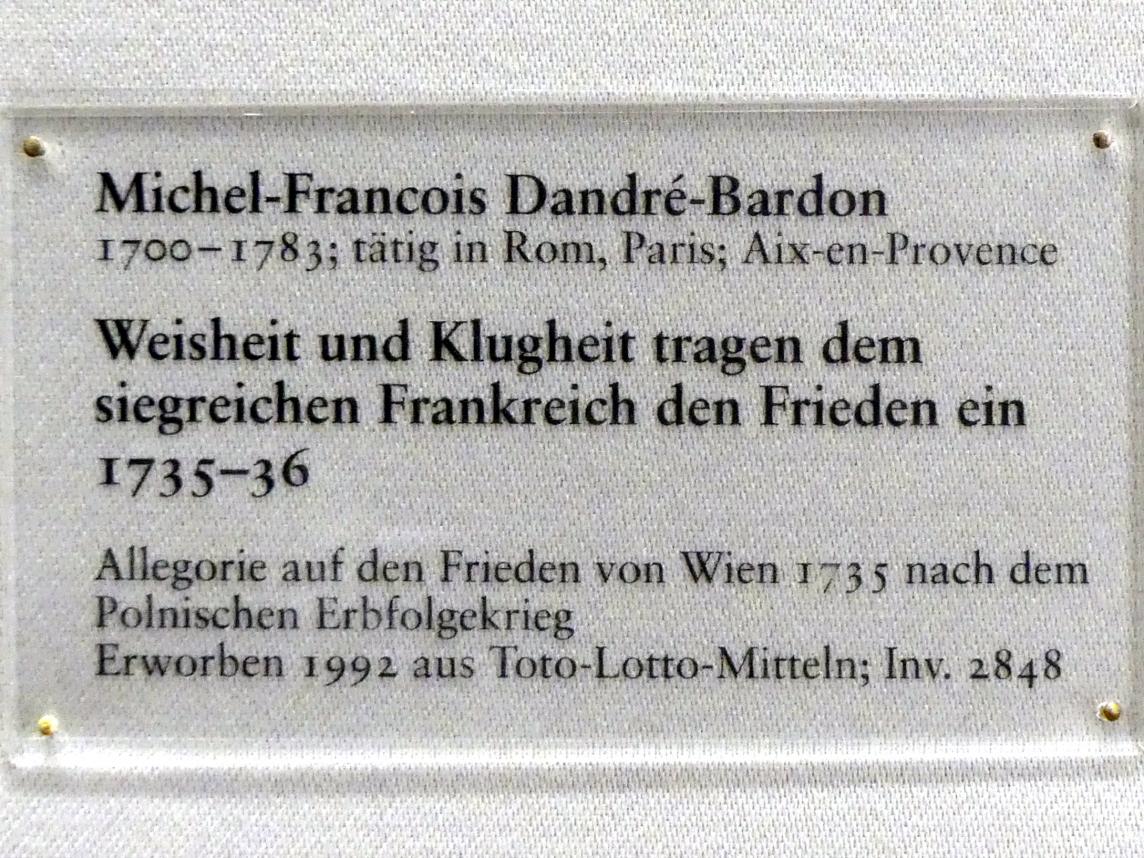 Michel-Francois Dandré-Bardon
1700–1783; tätig in Rom, Paris; Aix-en-Provence
Weisheit und Klugheit tragen dem
siegreichen Frankreich den Frieden ein
1735–36
Allegorie auf den Frieden von Wien 1735 nach dem
Polnischen Erbfolgekrieg
Erworben 1992 aus Toto-Lotto-Mitteln; Inv. 2848